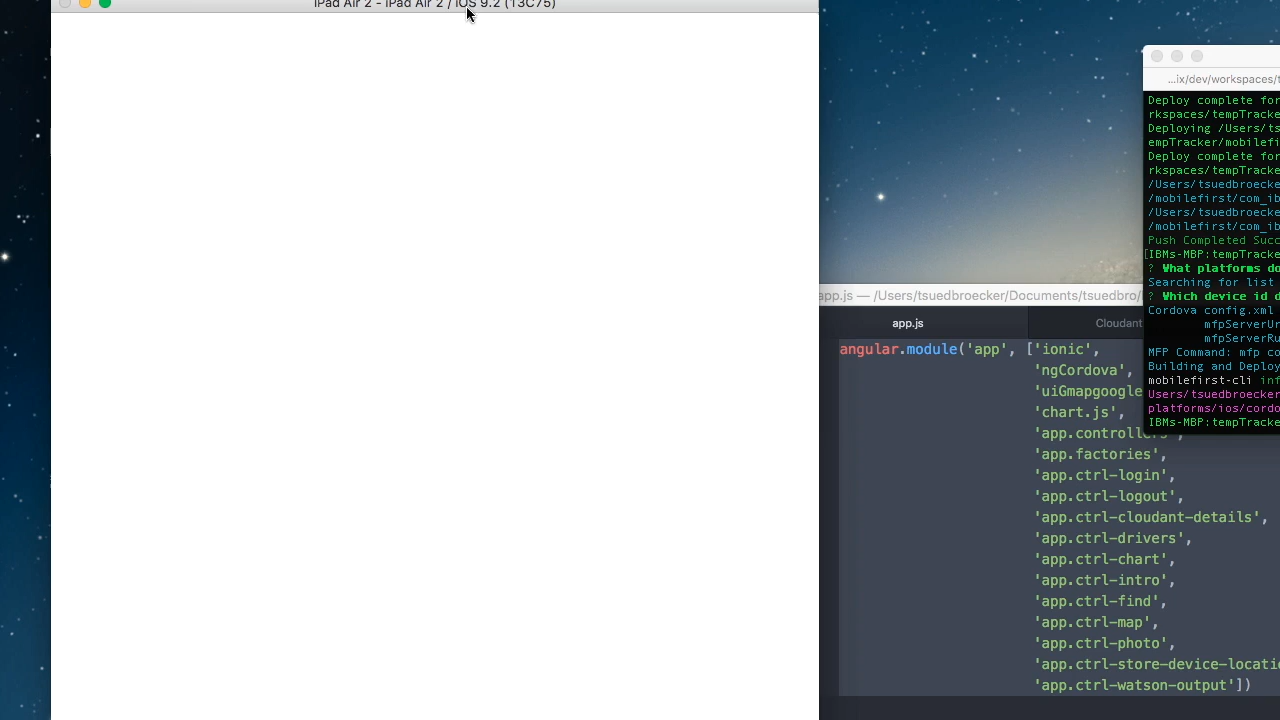 iPad Air 2 - iPad Air 2 / iOS 9.2 (13C75)
...ix/dev/workspaces/t
Deploy complete for
rkspaces/tempTracke
Deploying /Users/ts
empTracker/mobilefi
Deploy complete for
rkspaces/tempTracke
/Users/tsuedbroecke
/mobilefirst/com_ib
/Users/tsuedbroecke
/mobilefirst/com_ib
Push Completed Succ
[IBMs-MBP:tempTracke
? What platforms do
Searching for list
? Which device id d
Cordova config.xml
mfpServerUr
mfpServerRu
MFP Command: mfp co
Building and Deploy
mobilefirst-cli inf
Users/tsuedbroecker
platforms/ios/cordo
IBMs-MBP:tempTracke
app.js — /Users/tsuedbroecker/Documents/tsuedbro/
app.js
Cloudant
angular.module('app', ['ionic',
'ngCordova',
'uiGmapgoogle
'chart.js',
'app.controllers',
'app.factories',
'app.ctrl-login',
'app.ctrl-logout',
'app.ctrl-cloudant-details',
'app.ctrl-drivers',
'app.ctrl-chart',
'app.ctrl-intro',
'app.ctrl-find',
'app.ctrl-map',
'app.ctrl-photo',
'app.ctrl-store-device-locatio
'app.ctrl-watson-output'])